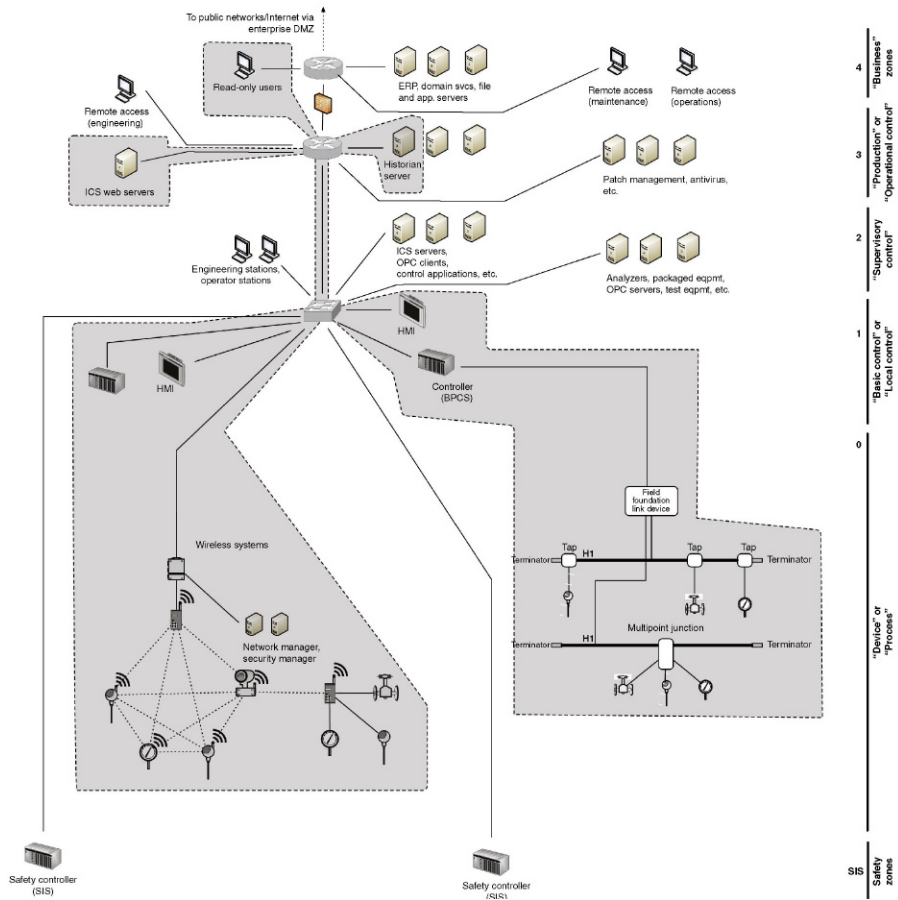 To public networks/Internet via
enterprise DMZ
Read-only users
ERP, domain svcs, file
and app. servers
Remote access
(maintenance)
Remote access
(operations)
4
"Business"
zones
Remote access
(engineering)
ICS web servers
Historian
server
Patch management, antivirus,
etc.
3
"Production" or
"Operational control"
Engineering stations,
operator stations
ICS servers,
OPC clients,
control applications, etc.
Analyzers, packaged eqpmt,
OPC servers, test eqpmt, etc.
2
"Supervisory
control"
HMI
HMI
Controller
(BPCS)
1
"Basic control" or
"Local control"
0
Field
foundation
link device
Wireless systems
Tap
Tap
Tap
Terminator
H1
Terminator
Network manager,
security manager
Multipoint junction
Terminator
H1
Terminator
"Device" or
"Process"
Safety controller
(SIS)
Safety controller
(SIS)
SIS
Safety
zones